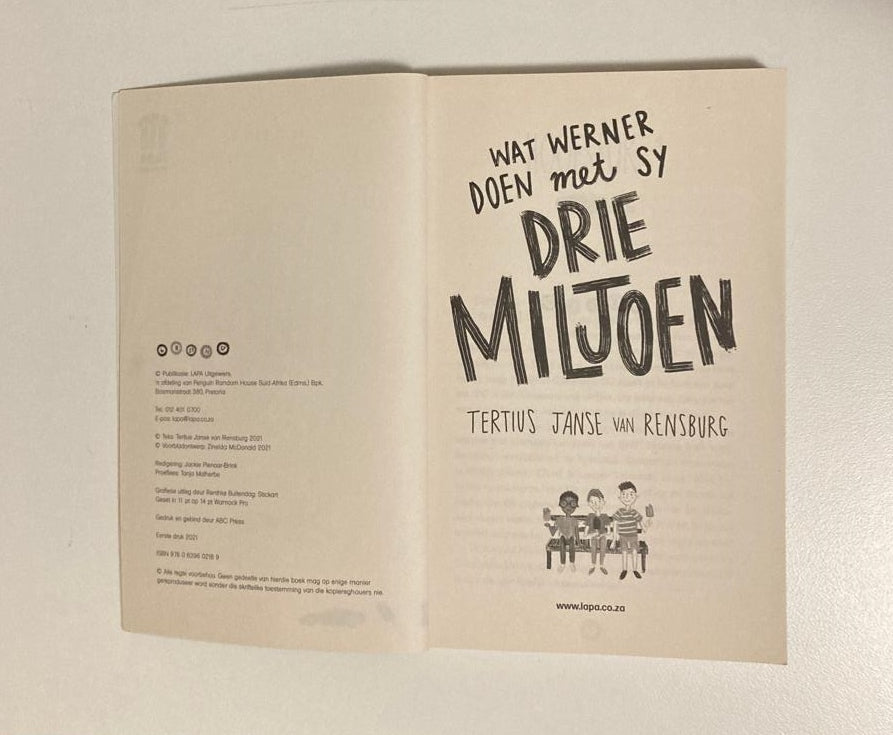 © Publikasie: LAPA Uitgewers,
'n afdeling van Penguin Random House Suid-Afrika (Edms.) Bpk.
Bosmanstraat 380, Pretoria
Tel.: 012 401 0700
E-pos: lapa@lapa.co.za
© Teks: Tertius Janse van Rensburg 2021
© Voorbladontwerp: Zinelda McDonald 2021
Redigering: Jackie Pienaar-Brink
Proeflees: Tanja Malherbe
Grafiese uitleg deur Renthia Buitendag: Stickart
Geset in 11 pt op 14 pt Warnock Pro
Gedruk en gebind deur ABC Press
Eerste druk 2021
ISBN 978 0
© Alle regte voorbehou. Geen gedeelte van hierdie boek mag op enige manier
gereproduseer word sonder die skriftelike toestemming van die kopiereghouers nie.
WAT WERNER
DOEN met SY
DRIE
MILJOEN
TERTIUS JANSE VAN RENSBURG
www.lapa.co.za